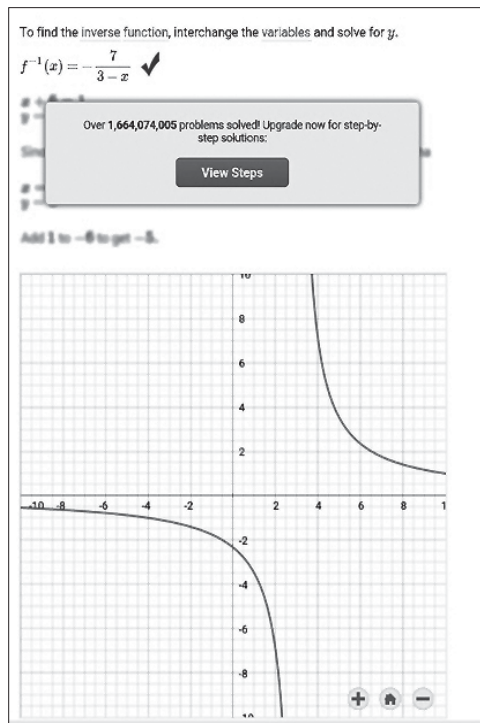 To find the inverse function, interchange the variables and solve for y.
f⁻¹(x) = − 7 / (3 − x) ✔
Over 1,664,074,005 problems solved! Upgrade now for step-by-
step solutions:
View Steps
Add 1 to −6 to get −5.
10
8
6
4
2
-10 -8 -6 -4 -2 2 4 6 8 1
-2
-4
-6
-8